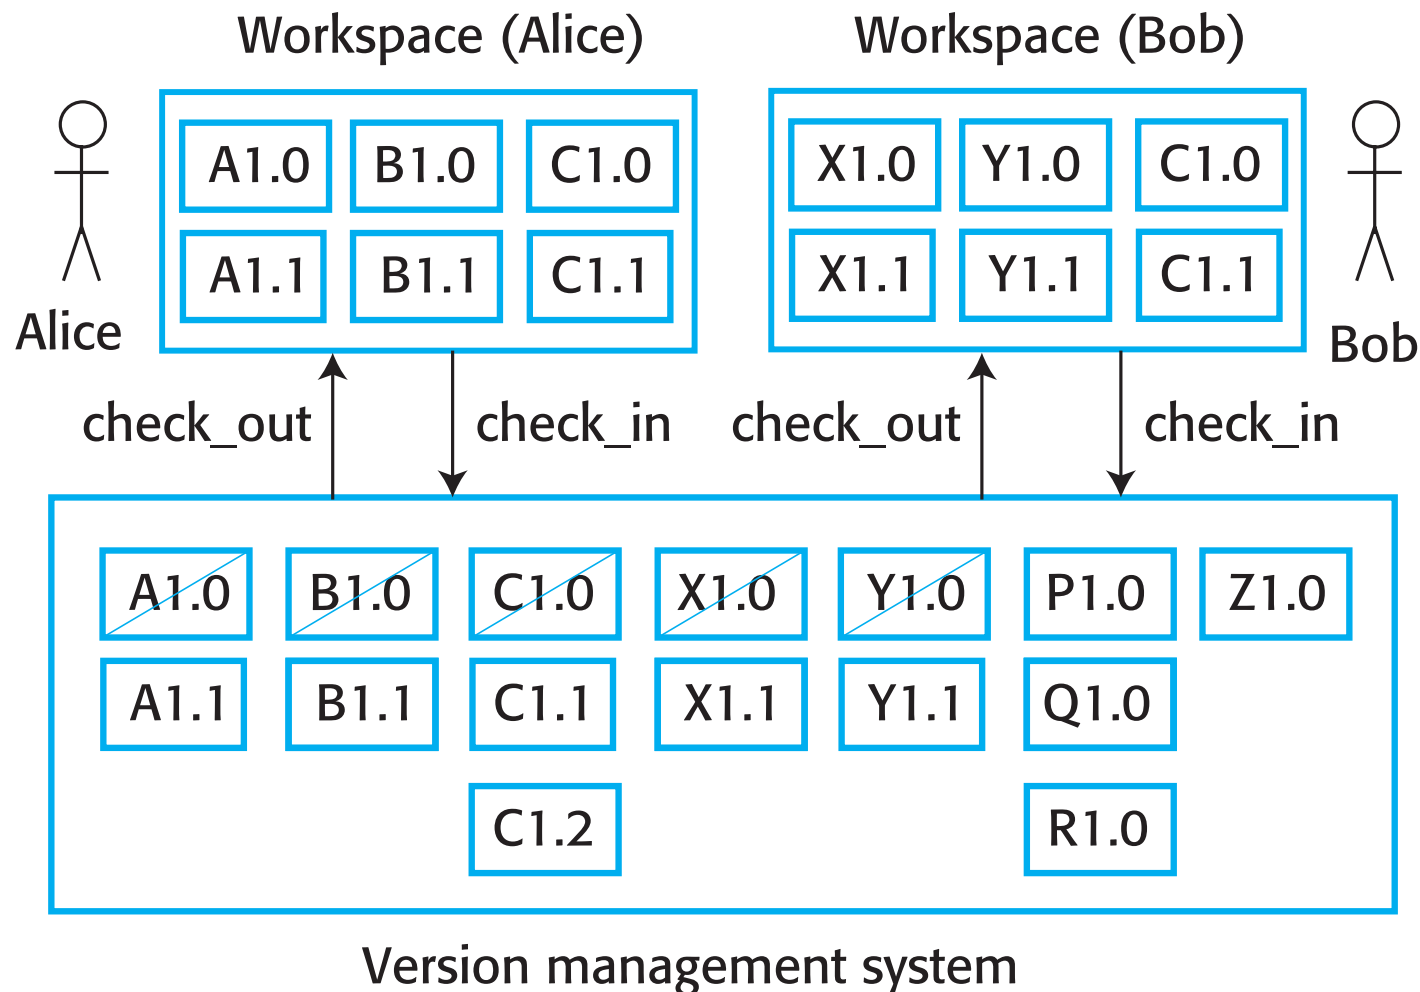 Workspace (Alice)
Workspace (Bob)
A1.0 B1.0 C1.0
A1.1 B1.1 C1.1
Alice
X1.0 Y1.0 C1.0
X1.1 Y1.1 C1.1
Bob
check_out
check_in
check_out
check_in
A1.0 B1.0 C1.0 X1.0 Y1.0 P1.0 Z1.0
A1.1 B1.1 C1.1 X1.1 Y1.1 Q1.0
C1.2 R1.0
Version management system